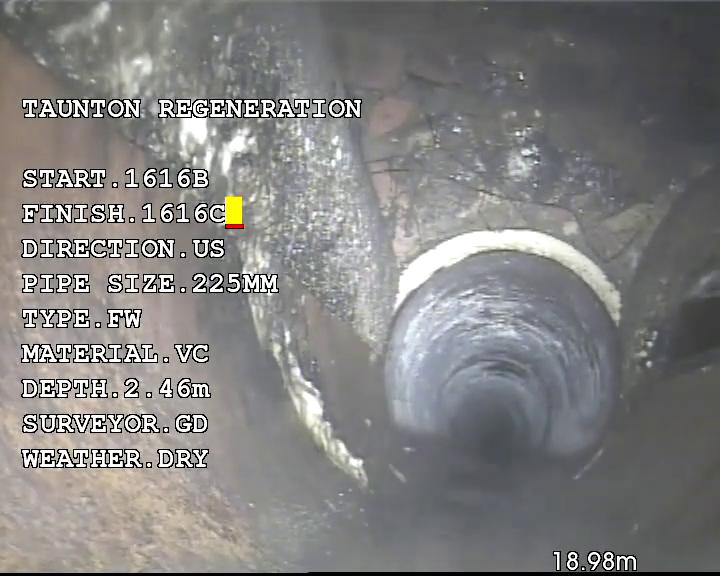 TAUNTON REGENERATION
START.1616B
FINISH.1616C
DIRECTION.US
PIPE SIZE.225MM
TYPE.FW
MATERIAL.VC
DEPTH.2.46m
SURVEYOR.GD
WEATHER.DRY
18.98m